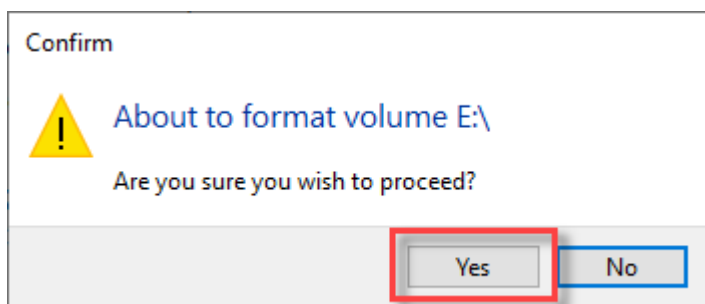 Confirm
About to format volume E:\
Are you sure you wish to proceed?
Yes No